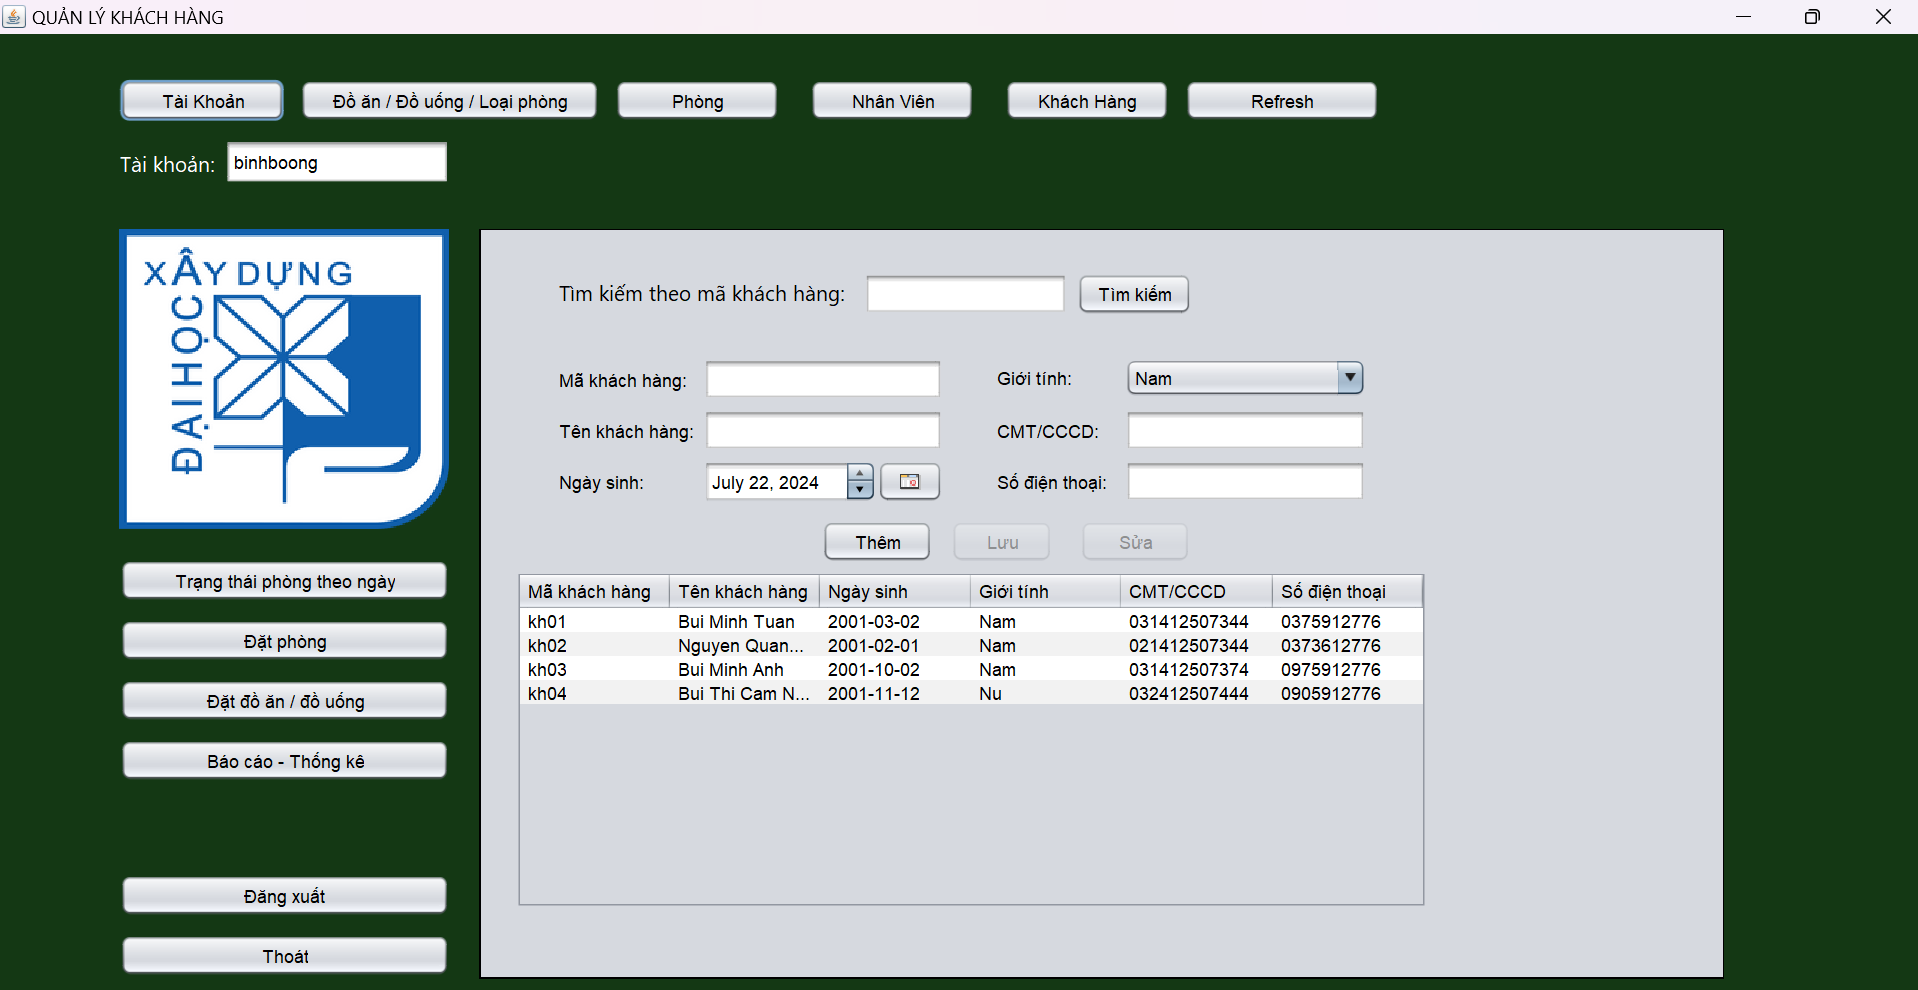 QUẢN LÝ KHÁCH HÀNG
Tài Khoản Đồ ăn / Đồ uống / Loại phòng Phòng Nhân Viên Khách Hàng Refresh
Tài khoản: binhboong
XÂY DỰNG
ĐẠI HỌC
Trạng thái phòng theo ngày
Đặt phòng
Đặt đồ ăn / đồ uống
Báo cáo - Thống kê
Đăng xuất
Thoát
Tìm kiếm theo mã khách hàng: Tìm kiếm
Mã khách hàng: Giới tính: Nam
Tên khách hàng: CMT/CCCD:
Ngày sinh: July 22, 2024 Số điện thoại:
Thêm Lưu Sửa
Mã khách hàng Tên khách hàng Ngày sinh Giới tính CMT/CCCD Số điện thoại
kh01 Bui Minh Tuan 2001-03-02 Nam 031412507344 0375912776
kh02 Nguyen Quan... 2001-02-01 Nam 021412507344 0373612776
kh03 Bui Minh Anh 2001-10-02 Nam 031412507374 0975912776
kh04 Bui Thi Cam N... 2001-11-12 Nu 032412507444 0905912776